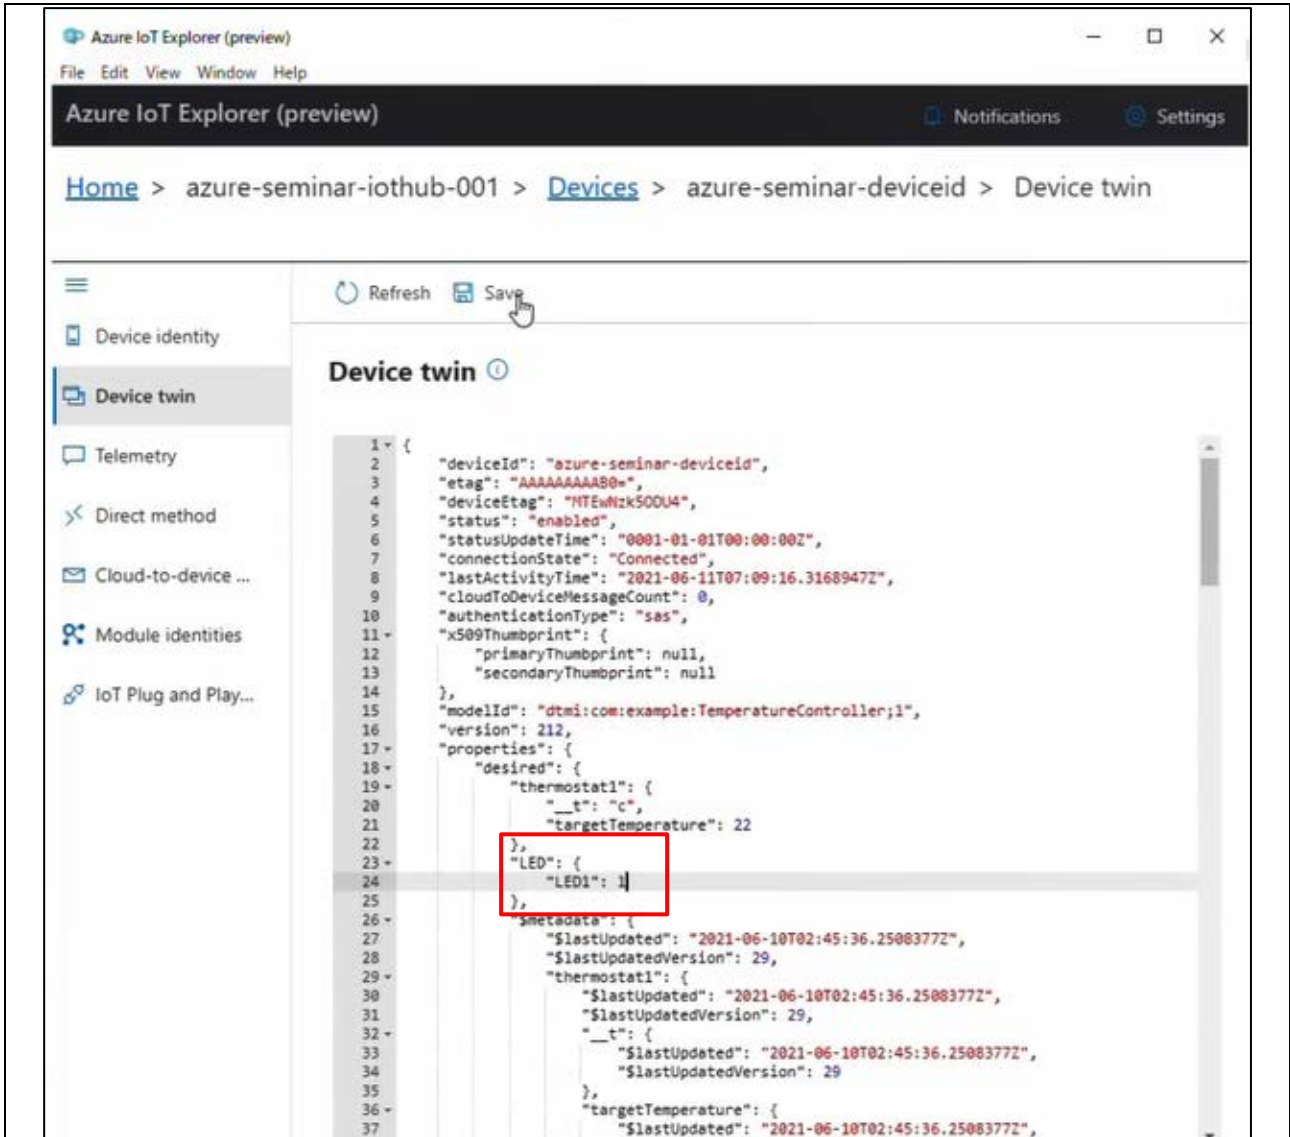 Azure IoT Explorer (preview)
File Edit View Window Help
Azure IoT Explorer (preview) Notifications Settings
Home > azure-seminar-iothub-001 > Devices > azure-seminar-deviceid > Device twin
Refresh Save
Device identity
Device twin
Telemetry
Direct method
Cloud-to-device ...
Module identities
IoT Plug and Play...
Device twin
1 {
2 "deviceId": "azure-seminar-deviceid",
3 "etag": "AAAAAAAAAB0=",
4 "deviceEtag": "MTEwNzk5ODU4",
5 "status": "enabled",
6 "statusUpdateTime": "0001-01-01T00:00:00Z",
7 "connectionState": "Connected",
8 "lastActivityTime": "2021-06-11T07:09:16.3168947Z",
9 "cloudToDeviceMessageCount": 0,
10 "authenticationType": "sas",
11 "x509Thumbprint": {
12 "primaryThumbprint": null,
13 "secondaryThumbprint": null
14 },
15 "modelId": "dtmi:com:example:TemperatureController;1",
16 "version": 212,
17 "properties": {
18 "desired": {
19 "thermostat1": {
20 "__t": "c",
21 "targetTemperature": 22
22 },
23 "LED": {
24 "LED1": 1
25 },
26 "$metadata": {
27 "$lastUpdated": "2021-06-10T02:45:36.2508377Z",
28 "$lastUpdatedVersion": 29,
29 "thermostat1": {
30 "$lastUpdated": "2021-06-10T02:45:36.2508377Z",
31 "$lastUpdatedVersion": 29,
32 "__t": {
33 "$lastUpdated": "2021-06-10T02:45:36.2508377Z",
34 "$lastUpdatedVersion": 29
35 },
36 "targetTemperature": {
37 "$lastUpdated": "2021-06-10T02:45:36.2508377Z",